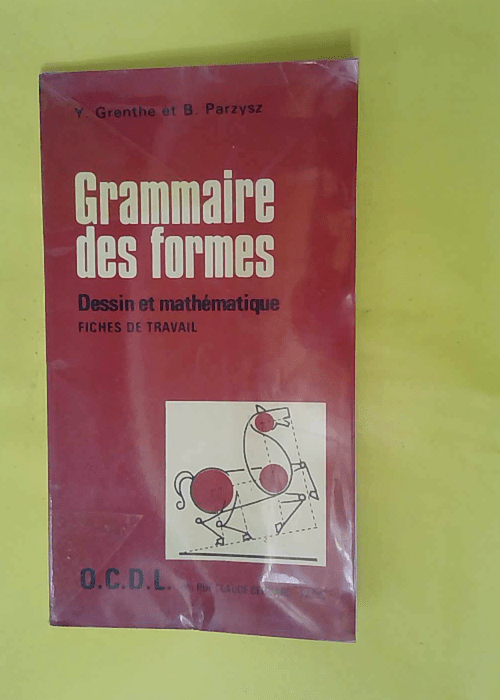 Y. Grenthe et B. Parzysz
Grammaire
des formes
Dessin et mathématique
FICHES DE TRAVAIL
O.C.D.L.